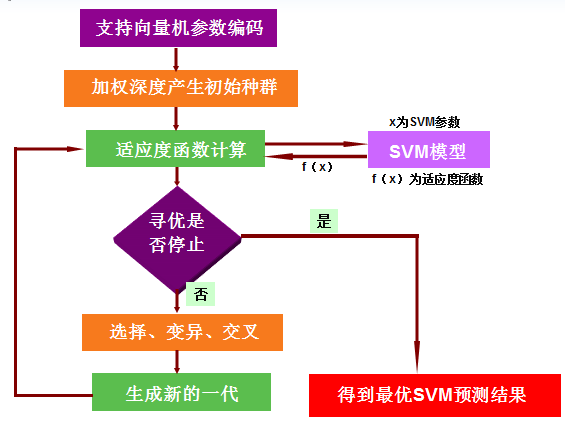 支持向量机参数编码
加权深度产生初始种群
适应度函数计算
x为SVM参数
SVM模型
f（x）
f（x）为适应度函数
寻优是
否停止
是
否
选择、变异、交叉
生成新的一代
得到最优SVM预测结果